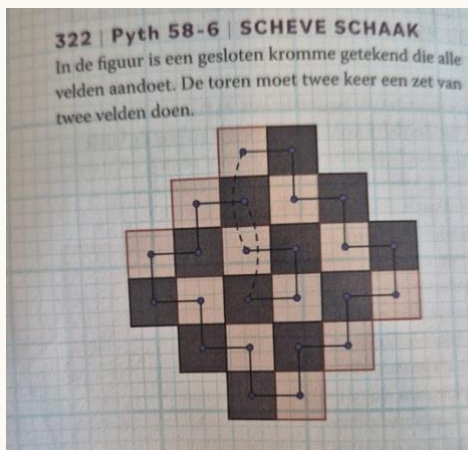 322 | Pyth 58-6 | SCHEVE SCHAAK
In de figuur is een gesloten kromme getekend die alle
velden aandoet. De toren moet twee keer een zet van
twee velden doen.